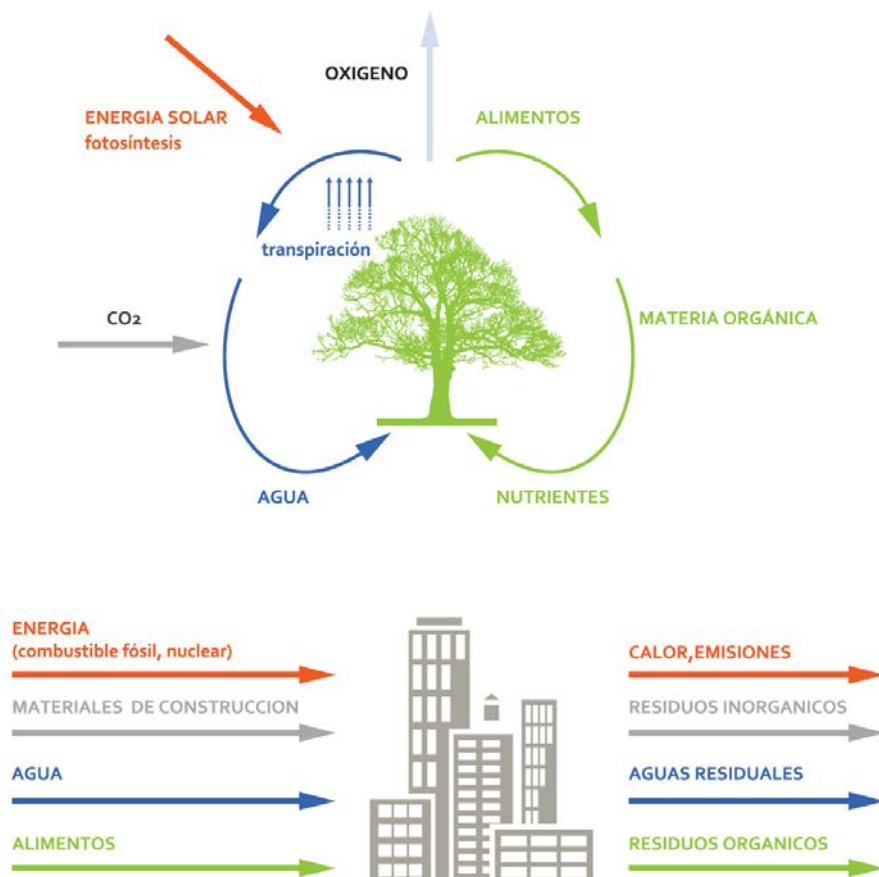 OXIGENO
ENERGIA SOLAR
fotosíntesis
ALIMENTOS
transpiración
CO2
MATERIA ORGÁNICA
AGUA
NUTRIENTES
ENERGIA
(combustible fósil, nuclear)
CALOR,EMISIONES
MATERIALES DE CONSTRUCCION
RESIDUOS INORGANICOS
AGUA
AGUAS RESIDUALES
ALIMENTOS
RESIDUOS ORGANICOS